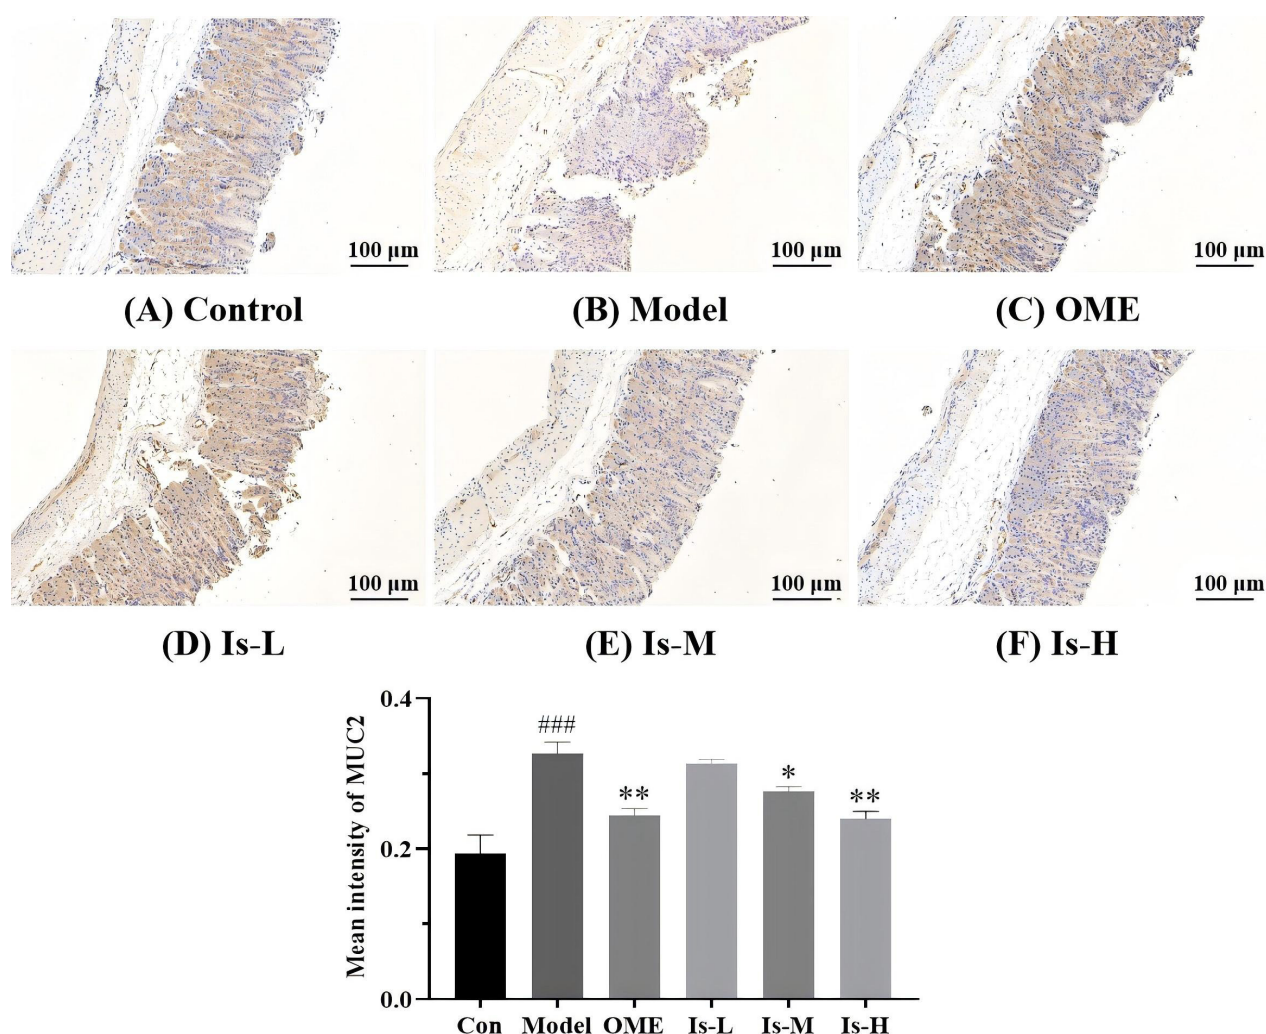 100 μm
100 μm
100 μm
(A) Control
(B) Model
(C) OME
100 μm
100 μm
100 μm
(D) Is-L
(E) Is-M
(F) Is-H
Mean intensity of MUC2
0.4
0.2
0.0
###
**
*
**
Con Model OME Is-L Is-M Is-H